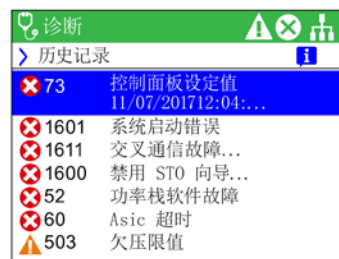 诊断
历史记录
73 控制面板设定值
11/07/201712:04:...
1601 系统启动错误
1611 交叉通信故障...
1600 禁用 STO 向导...
52 功率栈软件故障
60 Asic 超时
503 欠压限值